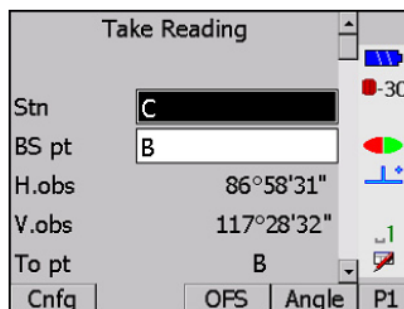 Take Reading
-30
Stn C
BS pt B
H.obs 86°58'31"
V.obs 117°28'32"
1
To pt B
Cnfg OFS Angle P1